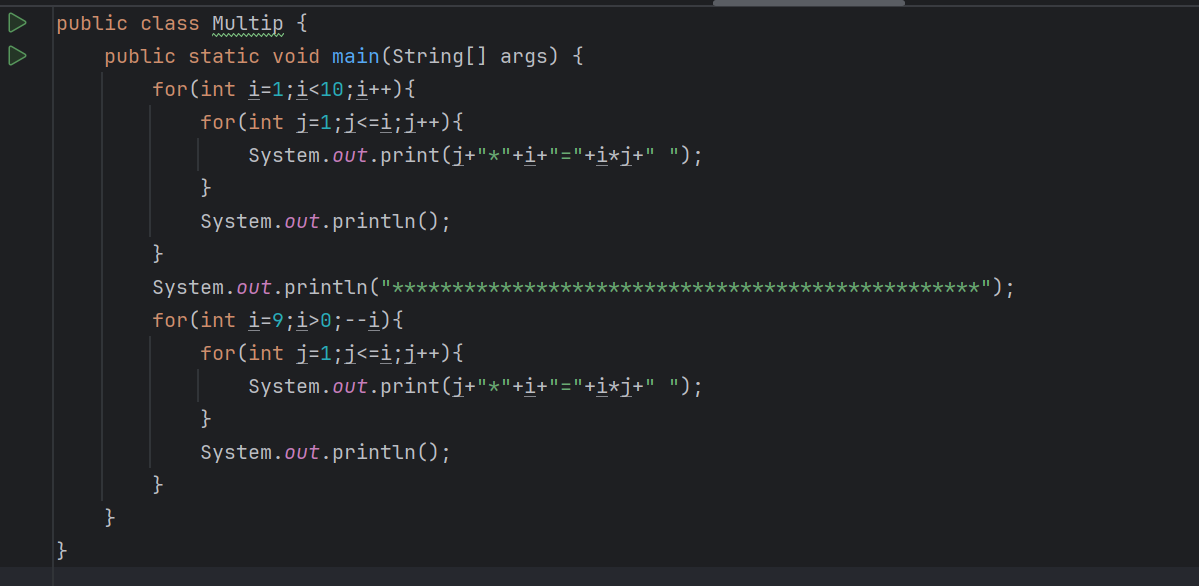 public class Multip {
    public static void main(String[] args) {
        for(int i=1;i<10;i++){
            for(int j=1;j<=i;j++){
                System.out.print(j+"*"+i+"="+i*j+" ");
            }
            System.out.println();
        }
        System.out.println("*************************************************");
        for(int i=9;i>0;--i){
            for(int j=1;j<=i;j++){
                System.out.print(j+"*"+i+"="+i*j+" ");
            }
            System.out.println();
        }
    }
}